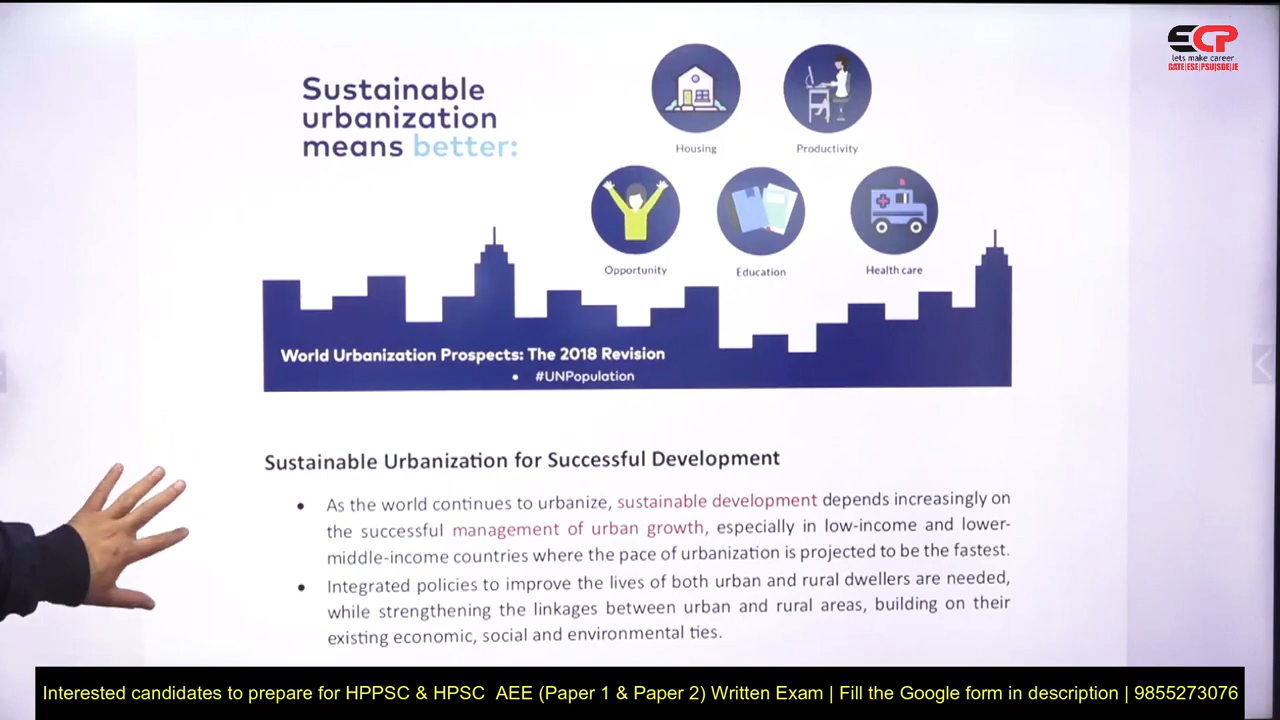 ECP
lets make career
GATE|ESE|PSU|SDE|JE
Sustainable
urbanization
means better:
Housing
Productivity
Opportunity
Education
Health care
World Urbanization Prospects: The 2018 Revision
• #UNPopulation
Sustainable Urbanization for Successful Development
• As the world continues to urbanize, sustainable development depends increasingly on
the successful management of urban growth, especially in low-income and lower-
middle-income countries where the pace of urbanization is projected to be the fastest.
• Integrated policies to improve the lives of both urban and rural dwellers are needed,
while strengthening the linkages between urban and rural areas, building on their
existing economic, social and environmental ties.
Interested candidates to prepare for HPPSC & HPSC AEE (Paper 1 & Paper 2) Written Exam | Fill the Google form in description | 9855273076